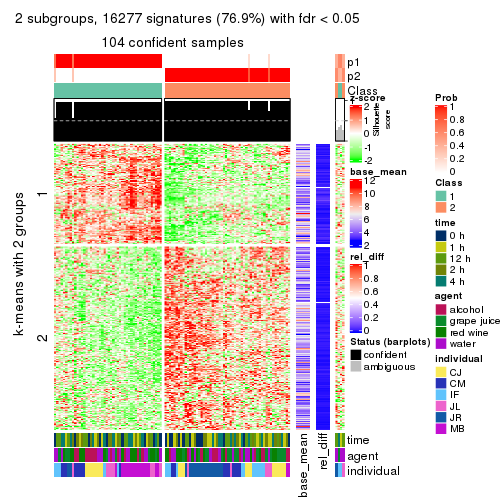 2 subgroups, 16277 signatures (76.9%) with fdr < 0.05
104 confident samples
p1
p2
Class
z-score
2
1
0
-1
-2
Silhouette
score
k-means with 2 groups
1
2
base_mean
12
10
8
6
4
2
rel_diff
1
0.8
0.6
0.4
0.2
0
Status (barplots)
confident
ambiguous
time
agent
individual
base_mean
rel_diff
Prob
1
0.8
0.6
0.4
0.2
0
Class
1
2
time
0 h
1 h
12 h
2 h
4 h
agent
alcohol
grape juice
red wine
water
individual
CJ
CM
IF
JL
JR
MB